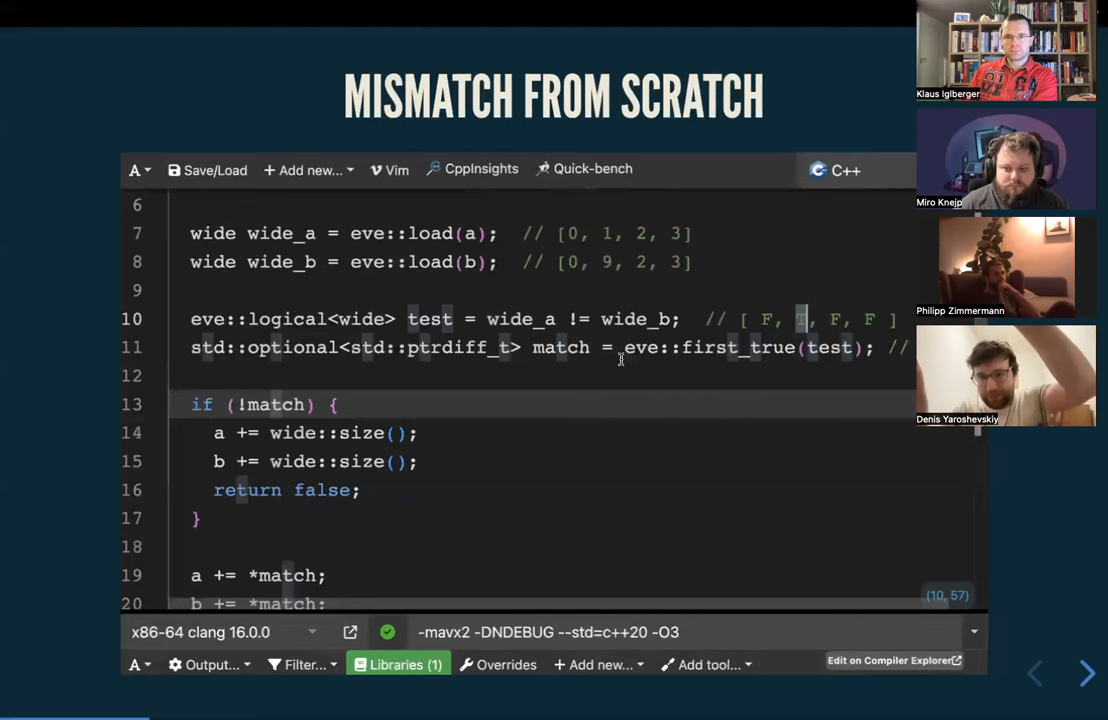 MISMATCH FROM SCRATCH
A
Save/Load
+ Add new...
Vim
CppInsights
Quick-bench
C++
6
7 wide wide_a = eve::load(a); // [0, 1, 2, 3]
8 wide wide_b = eve::load(b); // [0, 9, 2, 3]
9
10 eve::logical<wide> test = wide_a != wide_b; // [ F, T, F, F ]
11 std::optional<std::ptrdiff_t> match = eve::first_true(test); //
12
13 if (!match) {
14 a += wide::size();
15 b += wide::size();
16 return false;
17 }
18
19 a += *match;
20 b += *match;
(10, 57)
x86-64 clang 16.0.0
-mavx2 -DNDEBUG --std=c++20 -O3
A
Output...
Filter...
Libraries (1)
Overrides
+ Add new...
Add tool...
Edit on Compiler Explorer
Klaus Iglberger
Miro Knejp
Philipp Zimmermann
Denis Yaroshevskiy